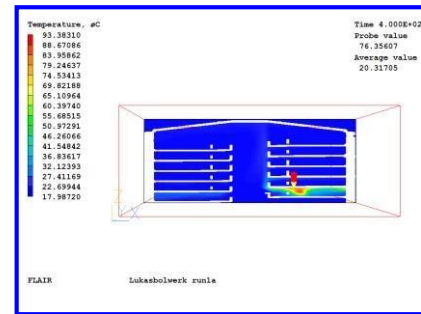 Temperature, øC
93.38310
88.67086
83.95862
79.24637
74.53413
69.82188
65.10964
60.39740
55.68515
50.97291
46.26066
41.54842
36.83617
32.12393
27.41169
22.69944
17.98720
Time 4.000E+02
Probe value
76.35607
Average value
20.31705
Z
X
FLAIR
Lukasbolwerk runla